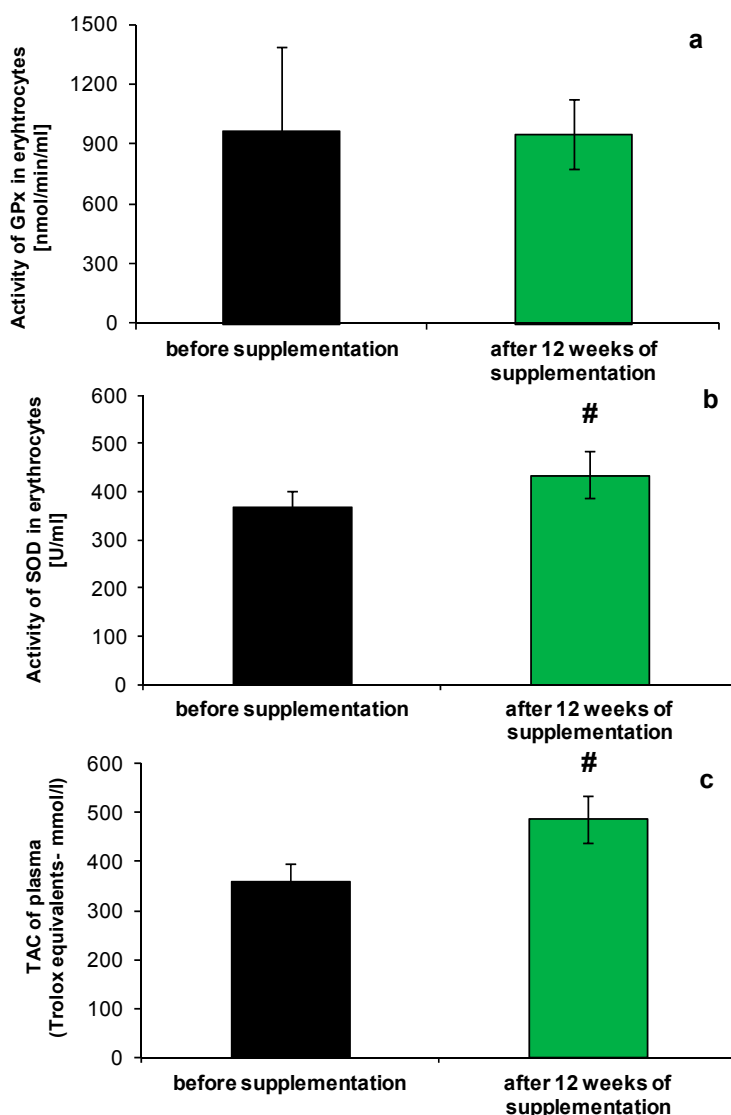 a
Activity of GPx in eryhtrocytes
[nmol/min/ml]
1500
1200
900
600
300
0
before supplementation
after 12 weeks of
supplementation
b
#
Activity of SOD in erythrocytes
[U/ml]
600
500
400
300
200
100
0
before supplementation
after 12 weeks of
supplementation
c
#
TAC of plasma
(Trolox equivalents- mmol/l)
600
500
400
300
200
100
0
before supplementation
after 12 weeks of
supplementation